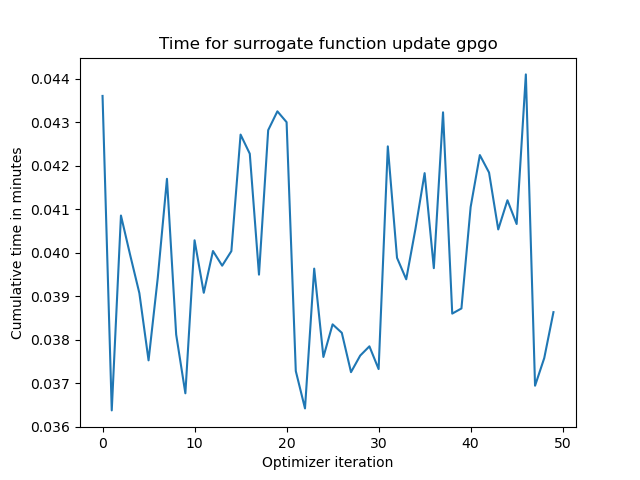 Time for surrogate function update gpgo
Cumulative time in minutes
0.044
0.043
0.042
0.041
0.040
0.039
0.038
0.037
0.036
0 10 20 30 40 50
Optimizer iteration